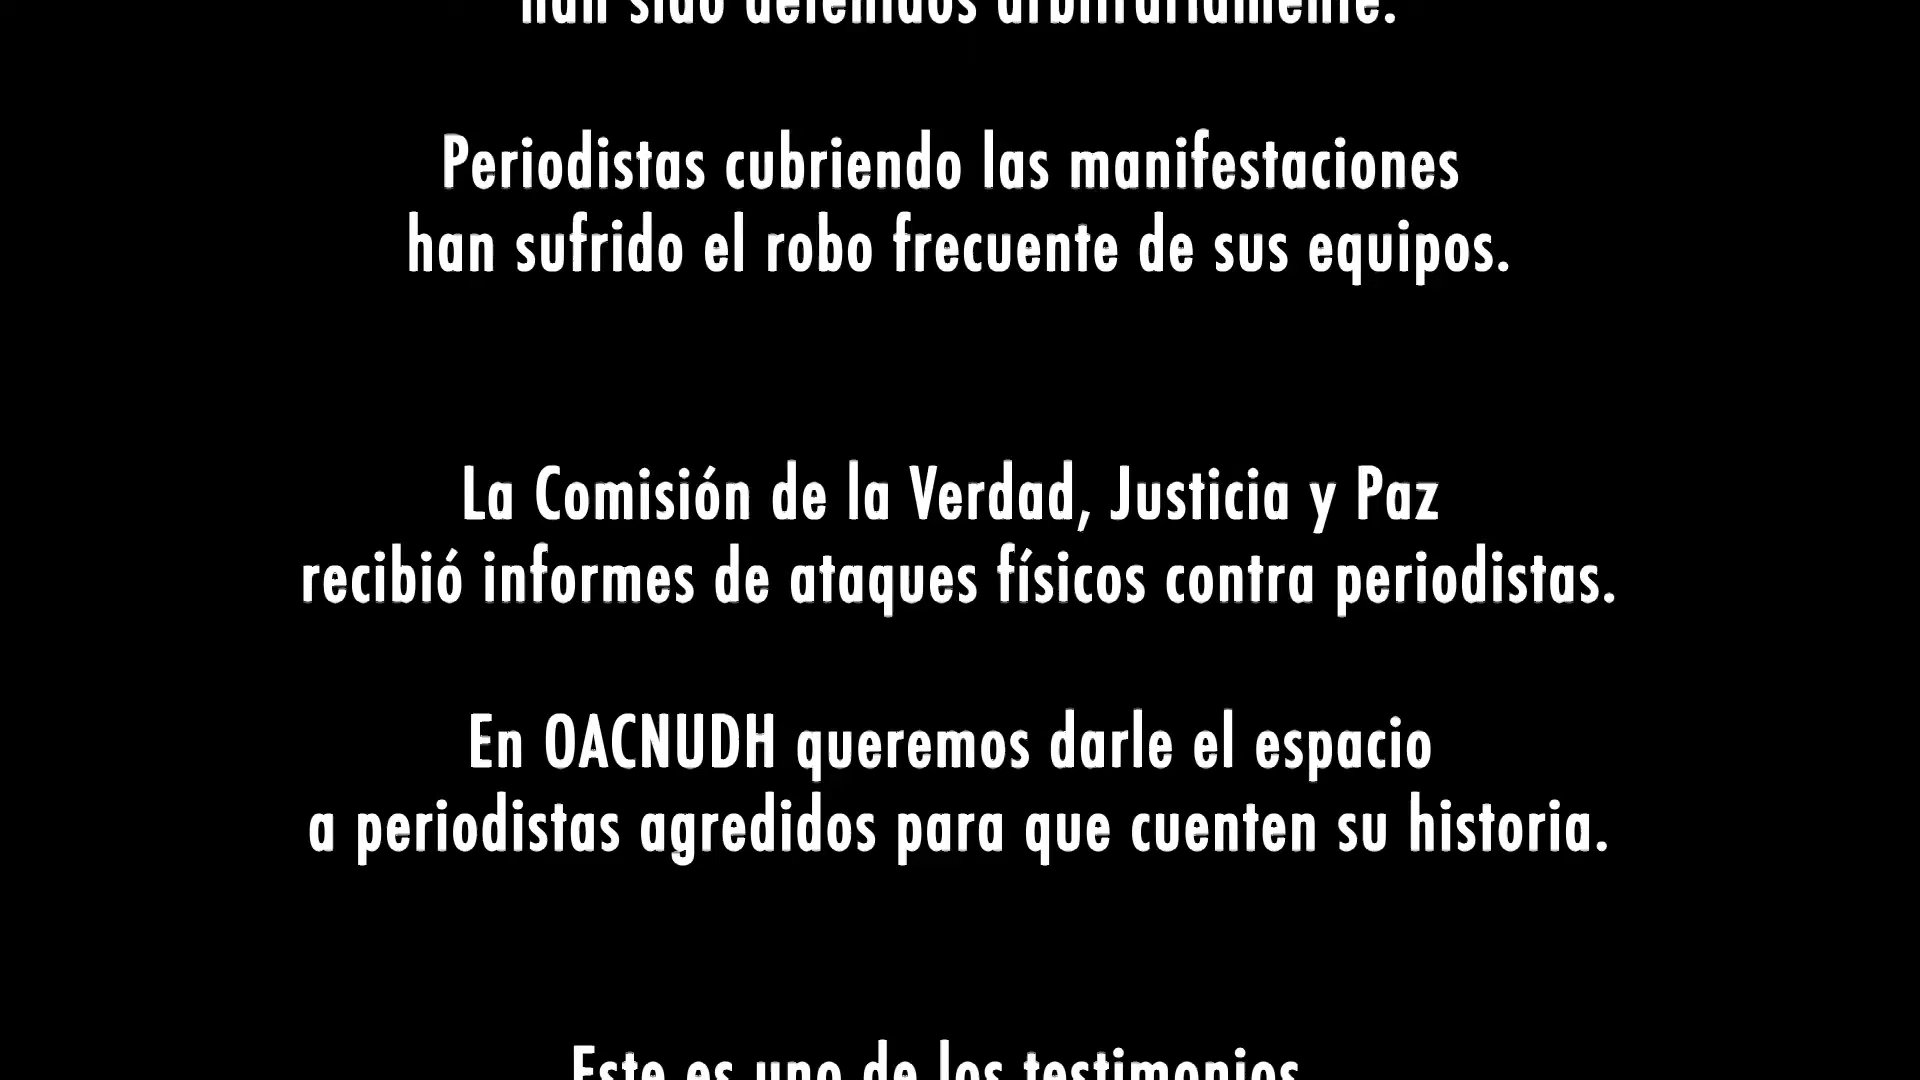 han sido detenidos arbitrariamente.
Periodistas cubriendo las manifestaciones
han sufrido el robo frecuente de sus equipos.
La Comisión de la Verdad, Justicia y Paz
recibió informes de ataques físicos contra periodistas.
En OACNUDH queremos darle el espacio
a periodistas agredidos para que cuenten su historia.
Este es uno de los testimonios